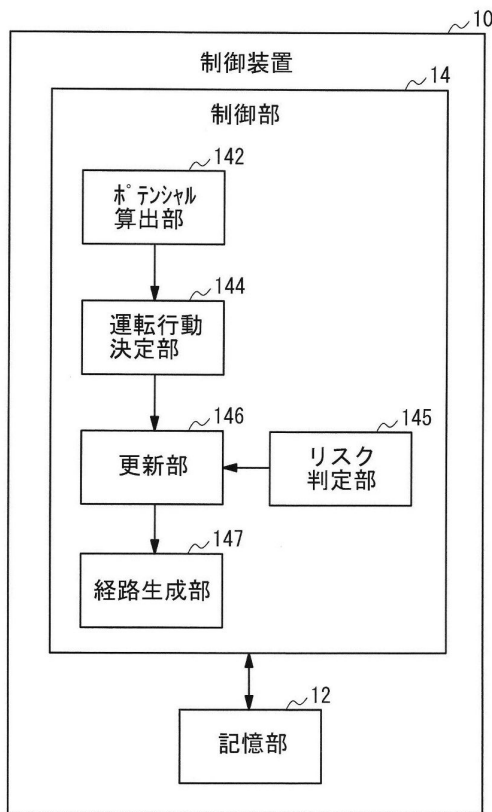 10
制御装置
14
制御部
142
ポテンシャル
算出部
144
運転行動
決定部
146
更新部
145
リスク
判定部
147
経路生成部
12
記憶部